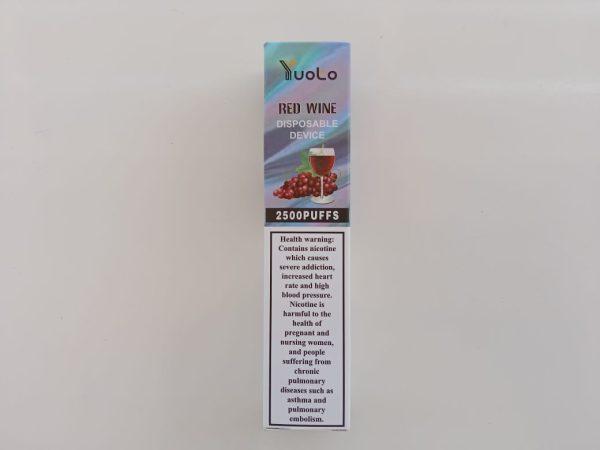 YuoLo
RED WINE
DISPOSABLE
DEVICE
2500PUFFS
Health warning:
Contains nicotine
which causes
severe addiction,
increased heart
rate and high
blood pressure.
Nicotine is
harmful to the
health of
pregnant and
nursing women,
and people
suffering from
chronic
pulmonary
diseases such as
asthma and
pulmonary
embolism.